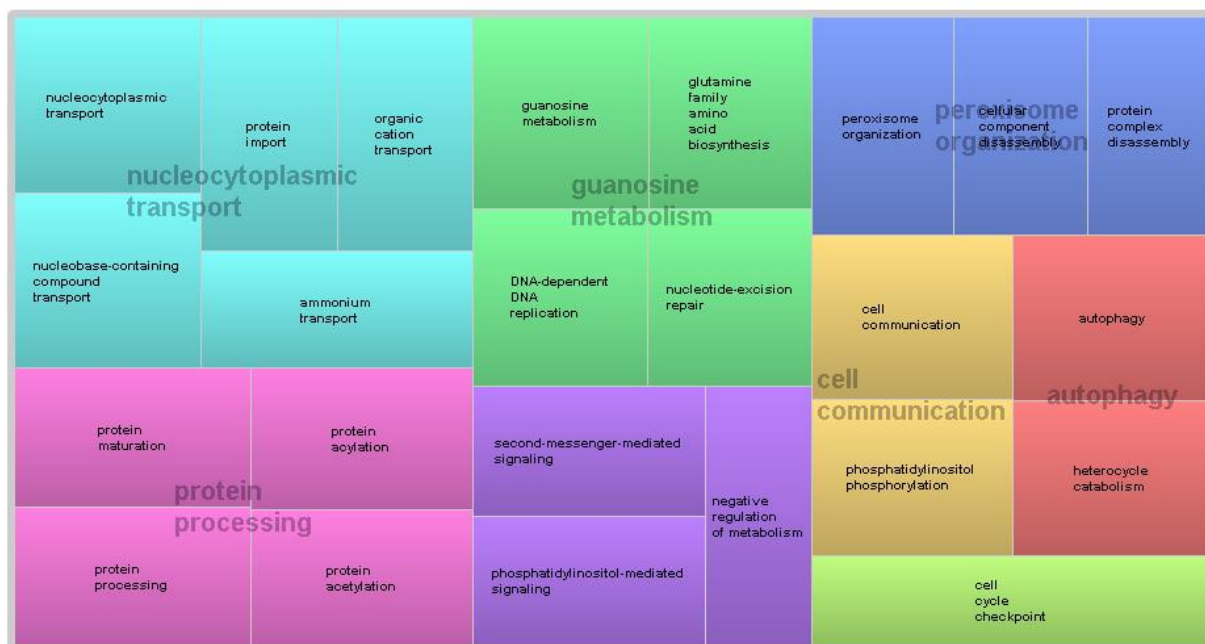 nucleocytoplasmic
transport
protein
import
organic
cation
transport
nucleocytoplasmic
transport
nucleobase-containing
compound
transport
ammonium
transport
guanosine
metabolism
glutamine
family
amino
acid
biosynthesis
guanosine
metabolism
DNA-dependent
DNA
replication
nucleotide-excision
repair
peroxisome
organization
cellular
component
disassembly
protein
complex
disassembly
peroxisome
organization
cell
communication
phosphatidylinositol
phosphorylation
cell
communication
autophagy
autophagy
heterocycle
catabolism
protein
maturation
protein
acylation
protein
processing
protein
processing
protein
acetylation
second-messenger-mediated
signaling
phosphatidylinositol-mediated
signaling
negative
regulation
of metabolism
cell
cycle
checkpoint